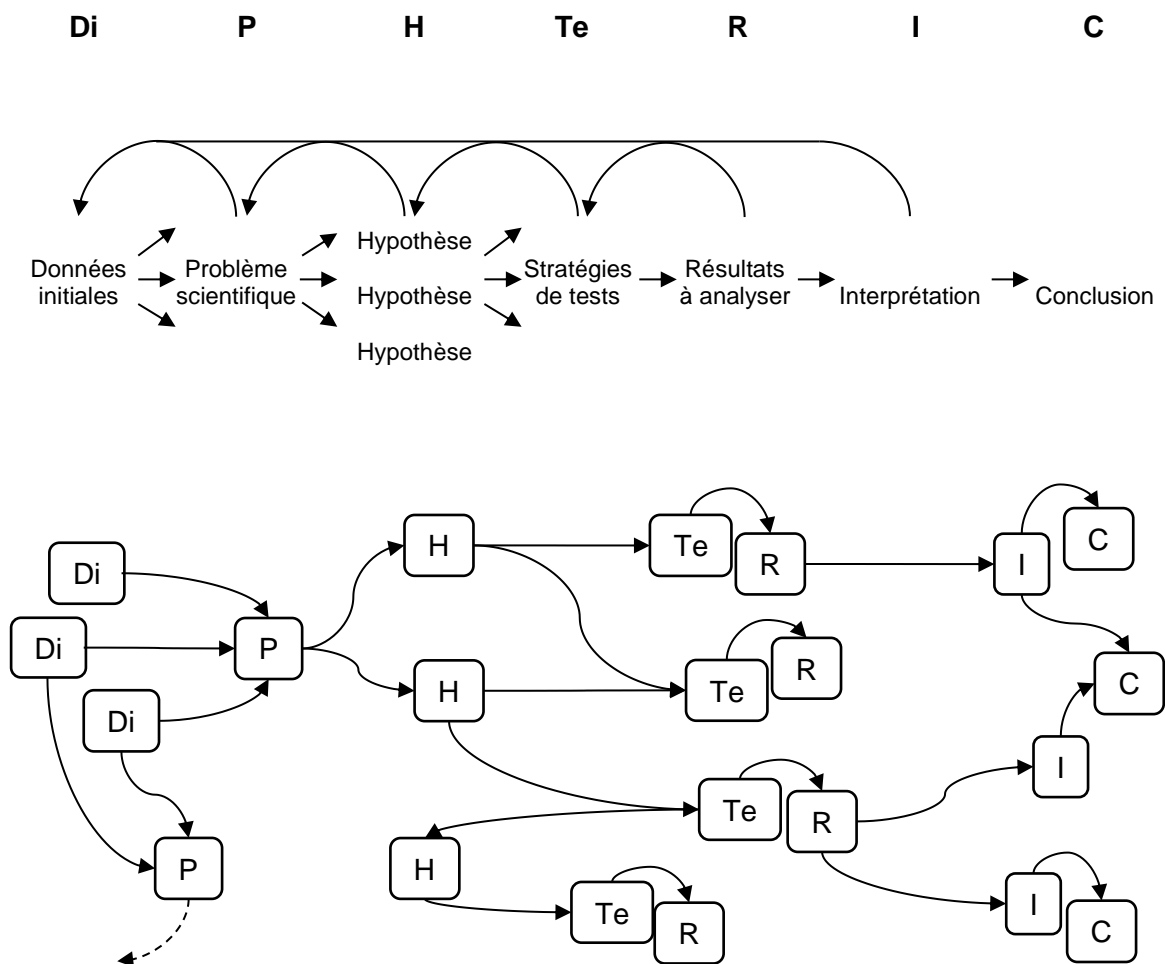 Di P H Te R I C
Hypothèse
Données
initiales
Problème
scientifique
Hypothèse
Stratégies
de tests
Résultats
à analyser
Interprétation
Conclusion
Hypothèse
Di
Di
Di
P
P
H
H
H
Te
R
Te
R
Te
R
Te
R
I
C
C
I
I
C